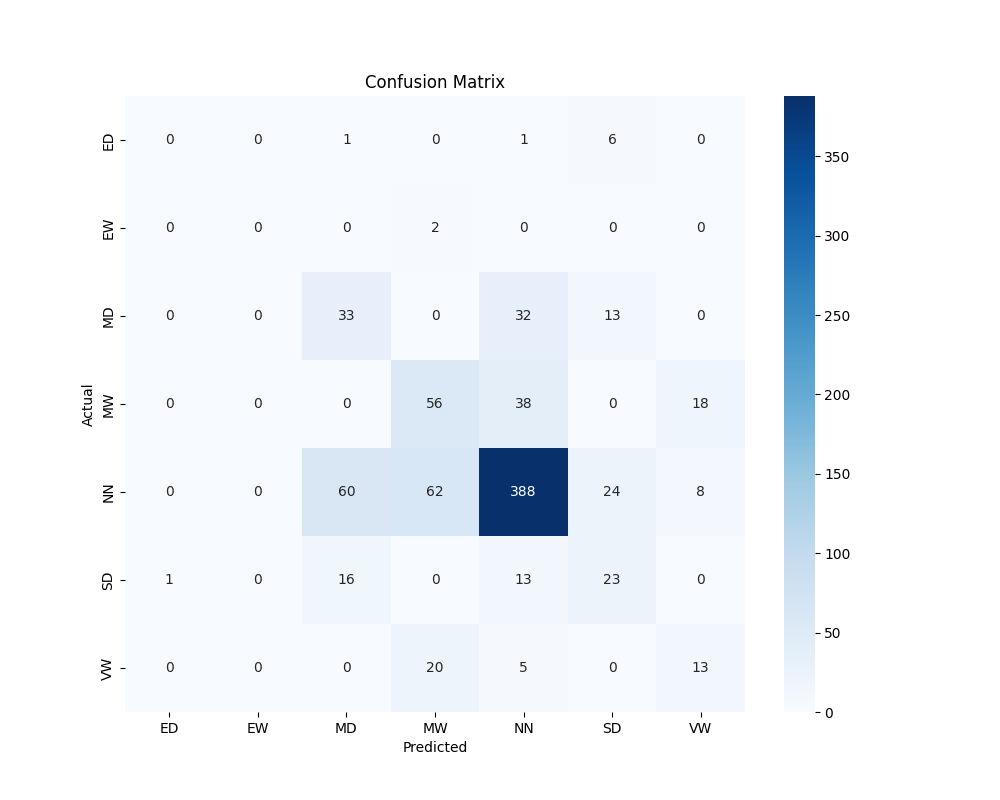 Confusion Matrix
ED 0 0 1 0 1 6 0
EW 0 0 0 2 0 0 0
MD 0 0 33 0 32 13 0
MW 0 0 0 56 38 0 18
NN 0 0 60 62 388 24 8
SD 1 0 16 0 13 23 0
VW 0 0 0 20 5 0 13
ED EW MD MW NN SD VW
Predicted
Actual
350
300
250
200
150
100
50
0